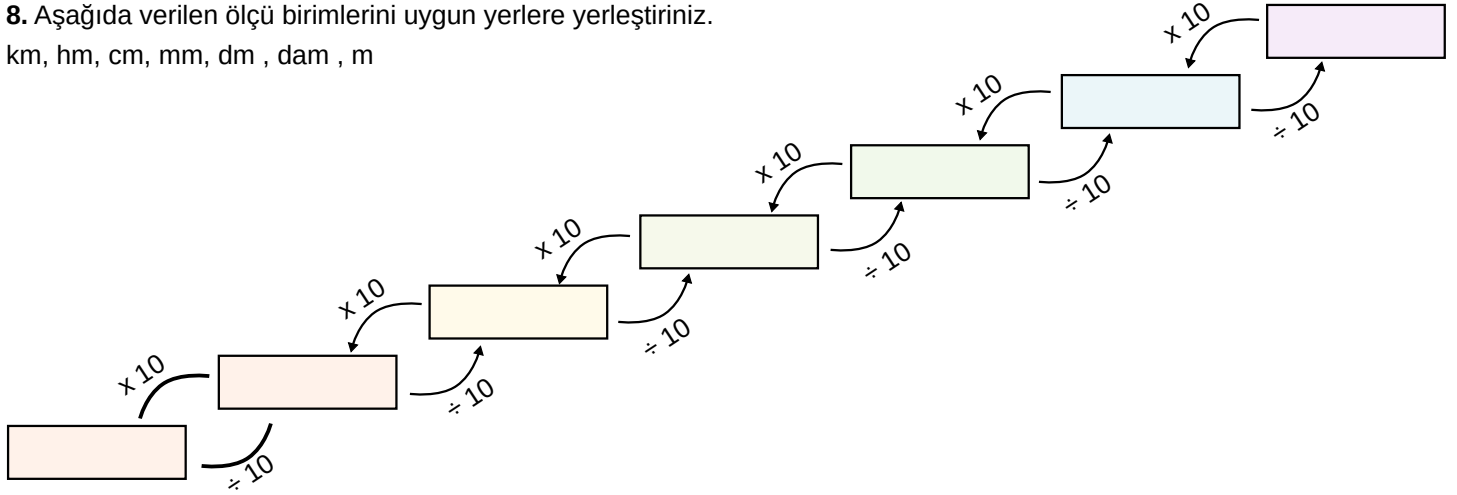 8. Aşağıda verilen ölçü birimlerini uygun yerlere yerleştiriniz.
km, hm, cm, mm, dm , dam , m
x 10
÷ 10
x 10
÷ 10
x 10
÷ 10
x 10
÷ 10
x 10
÷ 10
x 10
÷ 10